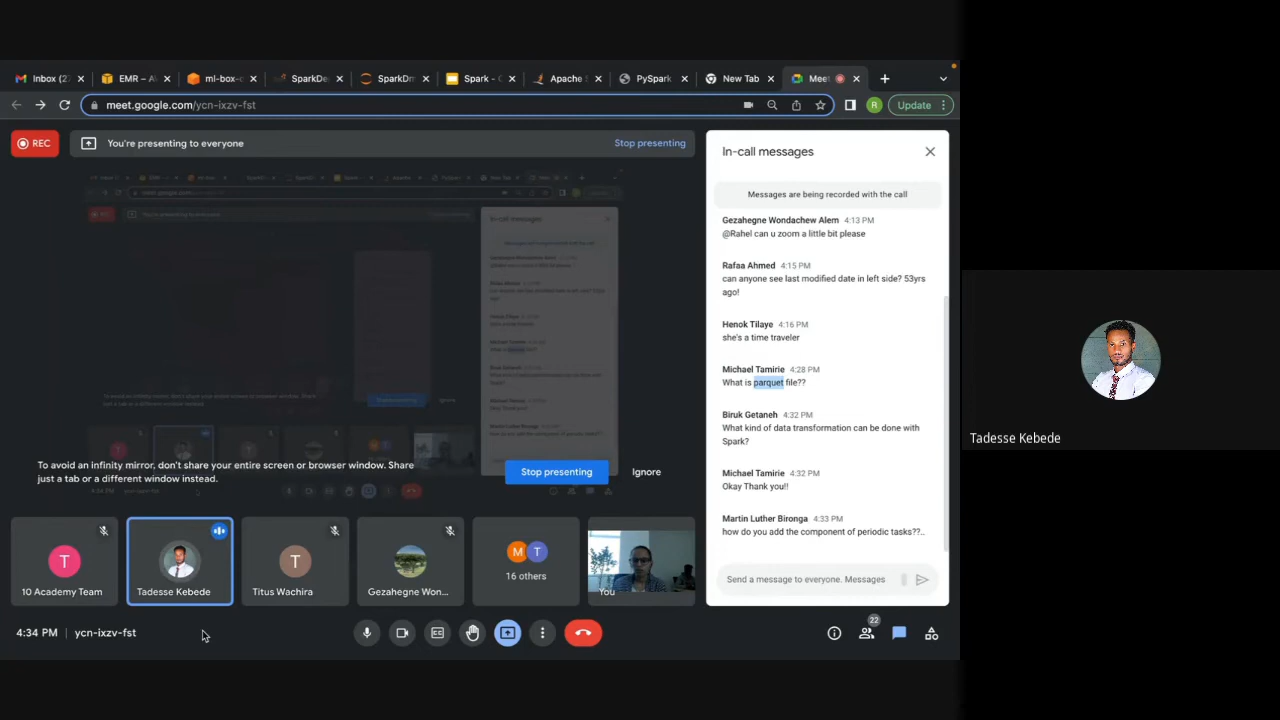 Inbox (2
EMR – A
ml-box-
SparkDe
SparkDm
Spark - G
Apache
PySpark
New Tab
Meet
meet.google.com/ycn-ixzv-fst
R
Update
REC
You're presenting to everyone
Stop presenting
In-call messages
Messages are being recorded with the call
Gezahegne Wondachew Alem 4:13 PM
@Rahel can u zoom a little bit please
Rafaa Ahmed 4:15 PM
can anyone see last modified date in left side? 53yrs
ago!
Henok Tilaye 4:16 PM
she's a time traveler
Michael Tamirie 4:28 PM
What is parquet file??
Biruk Getaneh 4:32 PM
What kind of data transformation can be done with
Spark?
Michael Tamirie 4:32 PM
Okay Thank you!!
Martin Luther Bironga 4:33 PM
how do you add the component of periodic tasks??..
Send a message to everyone. Messages
To avoid an infinity mirror, don't share your entire screen or browser window. Share
just a tab or a different window instead.
Stop presenting
Ignore
T
10 Academy Team
Tadesse Kebede
T
Titus Wachira
Gezahegne Won...
M T
16 others
You
4:34 PM | ycn-ixzv-fst
22
Tadesse Kebede